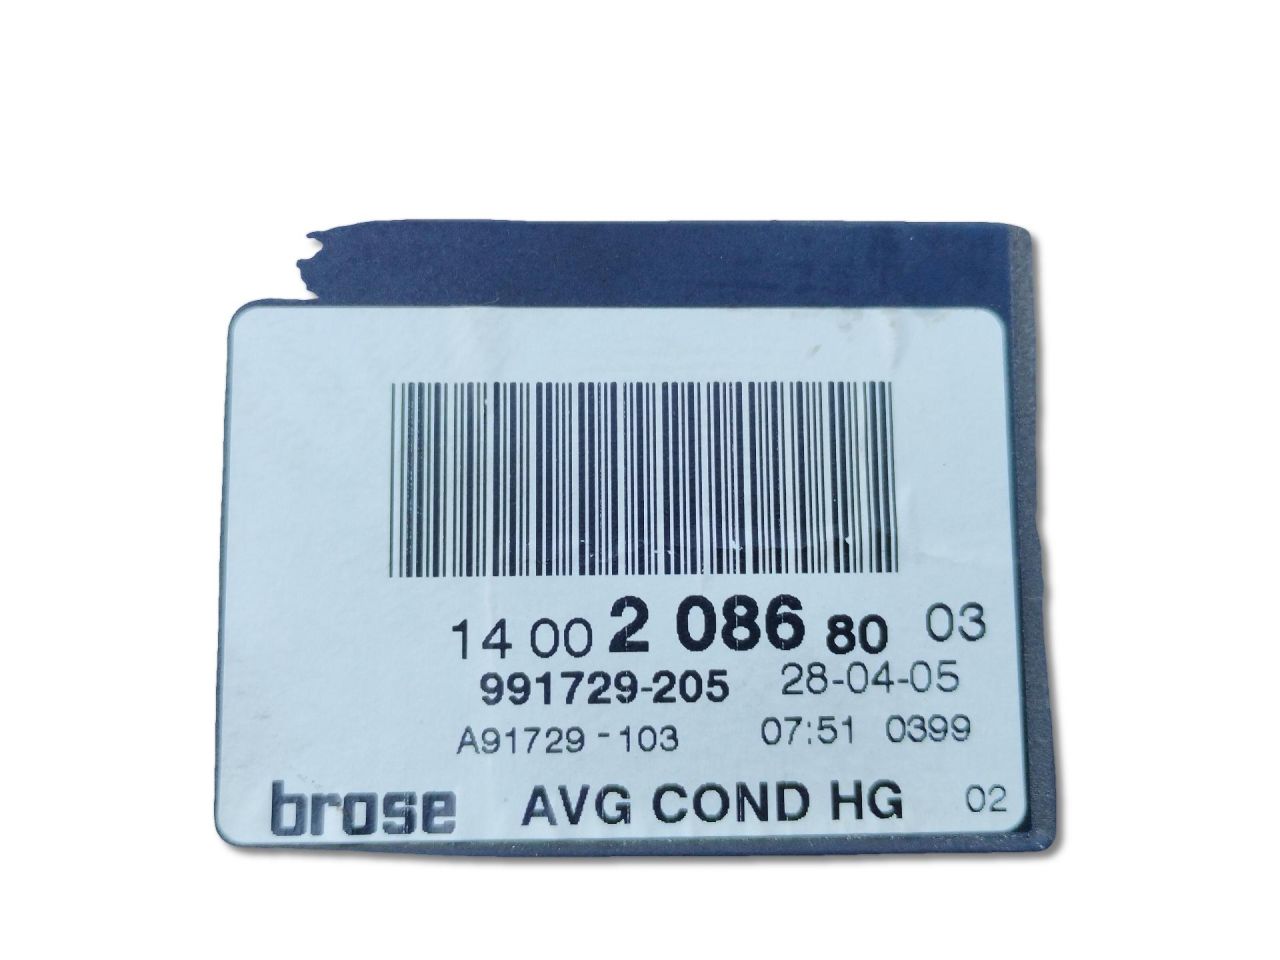 14 00 2 086 80 03
991729-205 28-04-05
A91729-103 07:51 0399
brose AVG COND HG 02